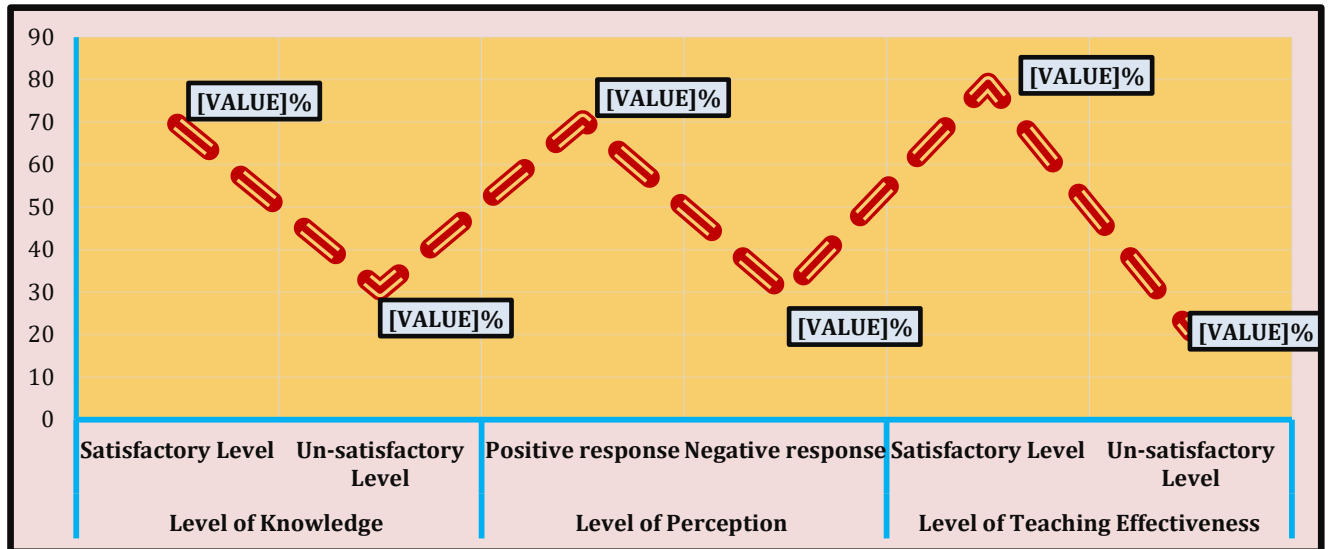 90
80
70
60
50
40
30
20
10
0
[VALUE]%
[VALUE]%
[VALUE]%
[VALUE]%
[VALUE]%
[VALUE]%
Satisfactory Level
Un-satisfactory
Level
Positive response
Negative response
Satisfactory Level
Un-satisfactory
Level
Level of Knowledge
Level of Perception
Level of Teaching Effectiveness